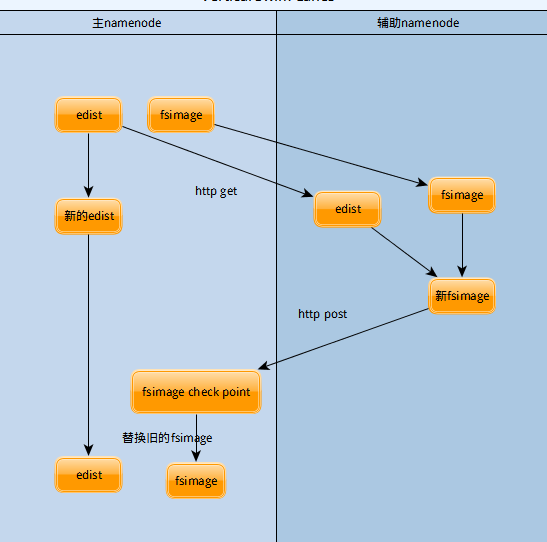 主namenode
辅助namenode
edist
fsimage
http get
fsimage
edist
新的edist
新fsimage
http post
fsimage check point
替换旧的fsimage
edist
fsimage